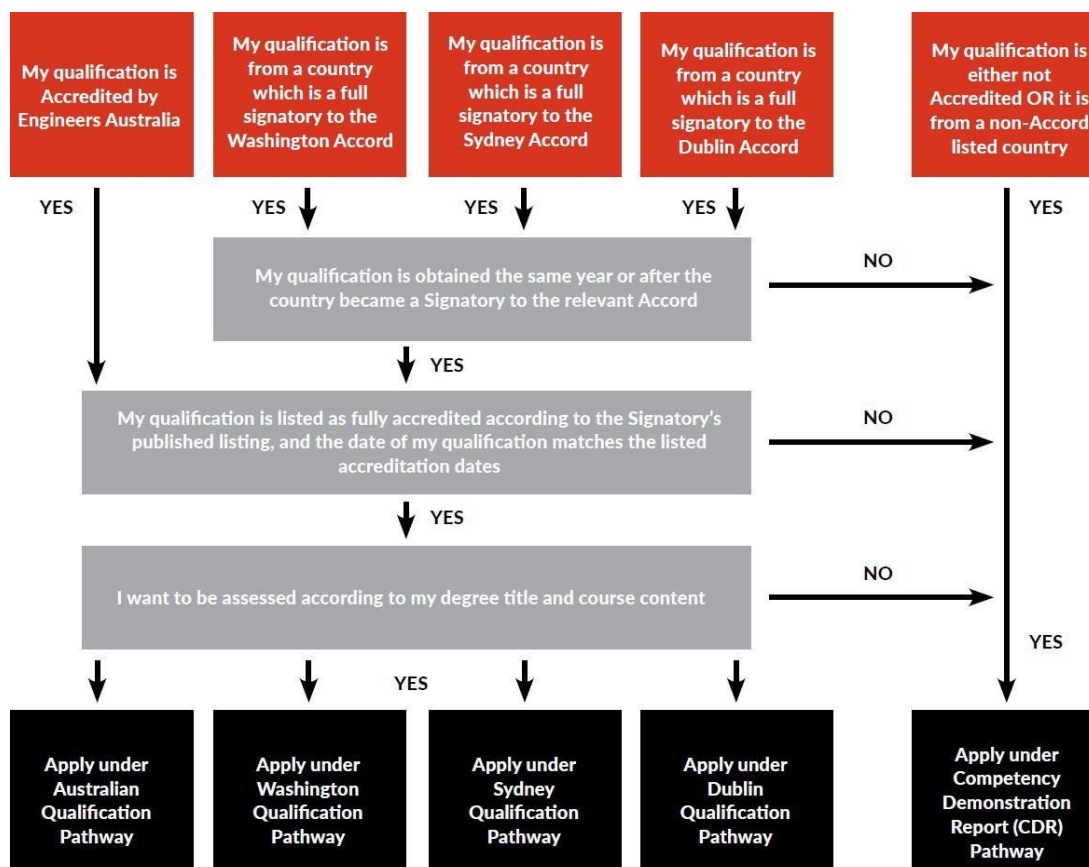 My qualification is
Accredited by
Engineers Australia
My qualification is
from a country
which is a full
signatory to the
Washington Accord
My qualification is
from a country
which is a full
signatory to the
Sydney Accord
My qualification is
from a country
which is a full
signatory to the
Dublin Accord
My qualification is
either not
Accredited OR it is
from a non-Accord
listed country
YES
YES
YES
YES
YES
My qualification is obtained the same year or after the
country became a Signatory to the relevant Accord
NO
YES
My qualification is listed as fully accredited according to the Signatory's
published listing, and the date of my qualification matches the listed
accreditation dates
NO
YES
I want to be assessed according to my degree title and course content
NO
YES
YES
Apply under
Australian
Qualification
Pathway
Apply under
Washington
Qualification
Pathway
Apply under
Sydney
Qualification
Pathway
Apply under
Dublin
Qualification
Pathway
Apply under
Competency
Demonstration
Report (CDR)
Pathway